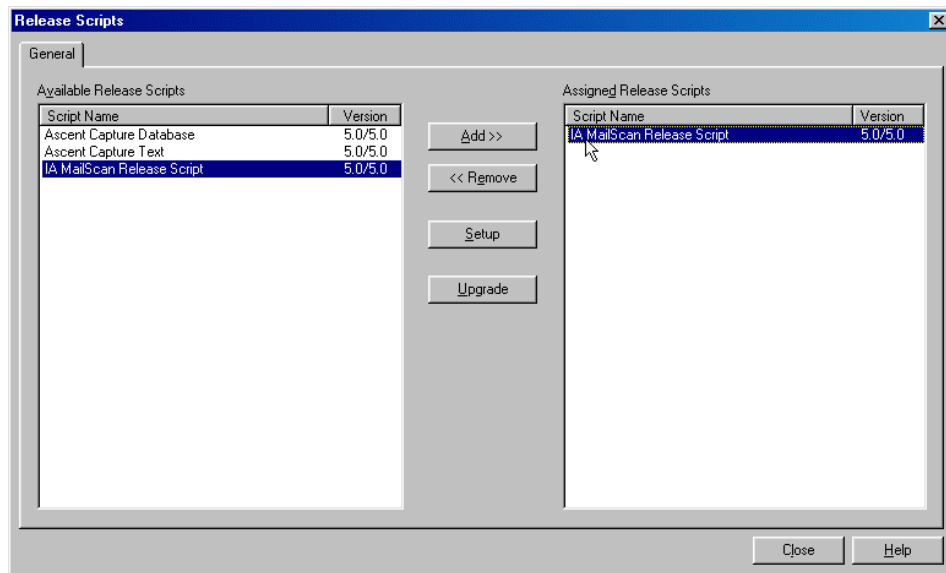 Release Scripts
General
Available Release Scripts
Script Name Version
Ascent Capture Database 5.0/5.0
Ascent Capture Text 5.0/5.0
IA MailScan Release Script 5.0/5.0
Add >>
<< Remove
Setup
Upgrade
Assigned Release Scripts
Script Name Version
IA MailScan Release Script 5.0/5.0
Close Help